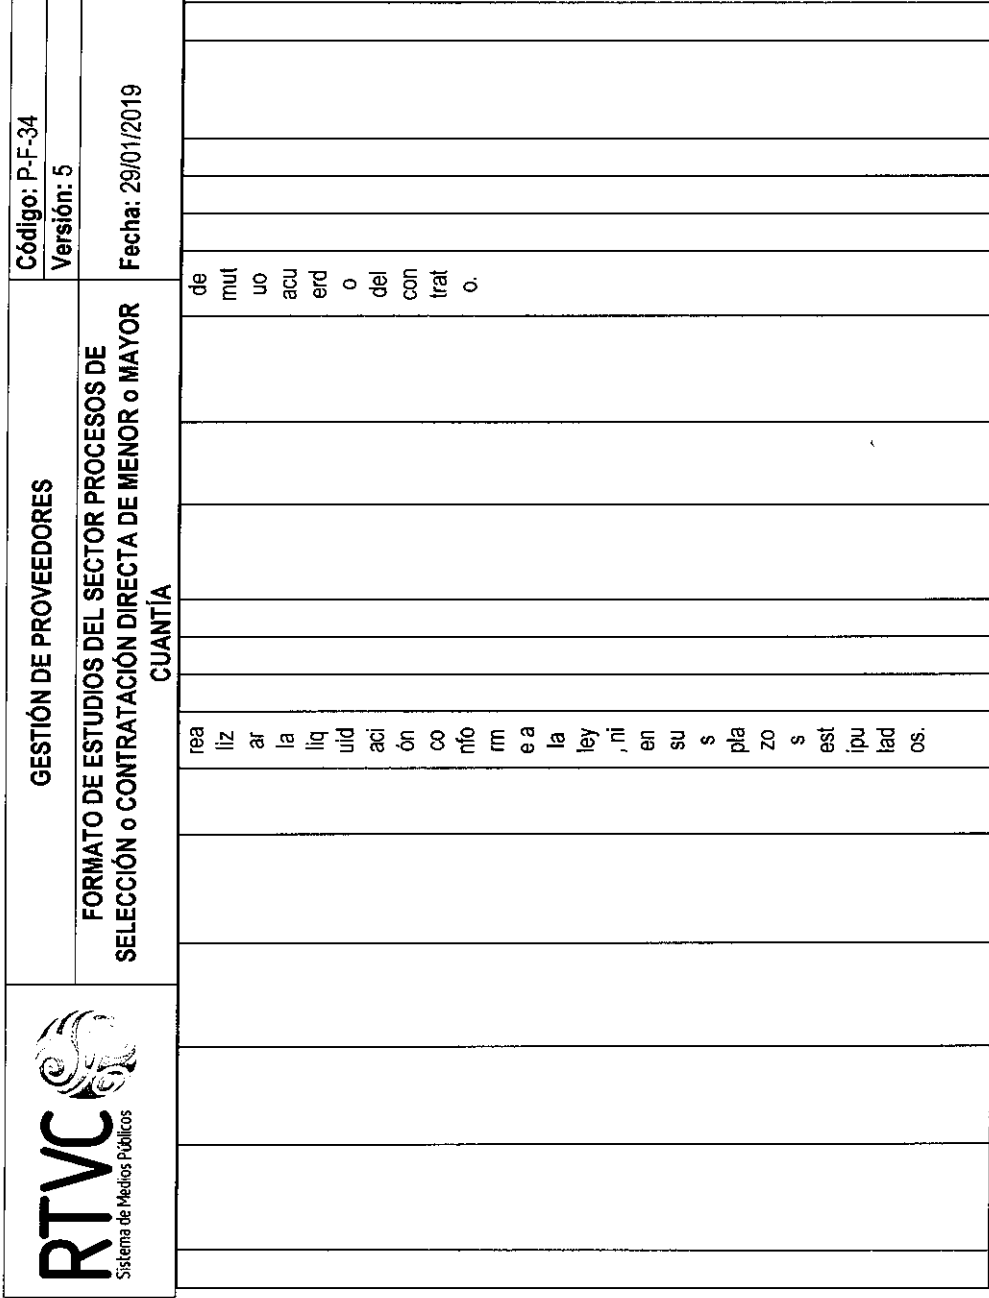 RTVC
Sistema de Medios Públicos
GESTIÓN DE PROVEEDORES
FORMATO DE ESTUDIOS DEL SECTOR PROCESOS DE
SELECCIÓN o CONTRATACIÓN DIRECTA DE MENOR o MAYOR
CUANTÍA
Código: P-F-34
Versión: 5
Fecha: 29/01/2019
rea
liz
ar
la
liq
uid
aci
ón
co
nfo
rm
e a
la
ley
, ni
en
su
s
pla
zo
s
est
ipu
lad
os.
de
mut
uo
acu
erd
o
del
con
trat
o.